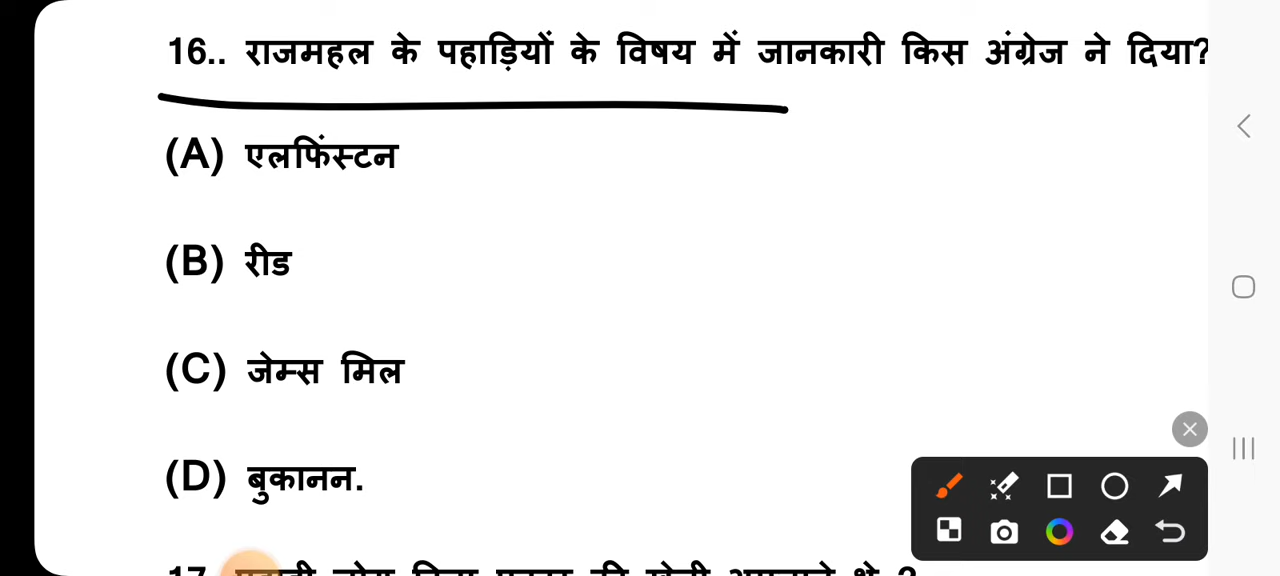 16.. राजमहल के पहाड़ियों के विषय में जानकारी किस अंग्रेज ने दिया?
(A) एलफिंस्टन
(B) रीड
(C) जेम्स मिल
(D) बुकानन.